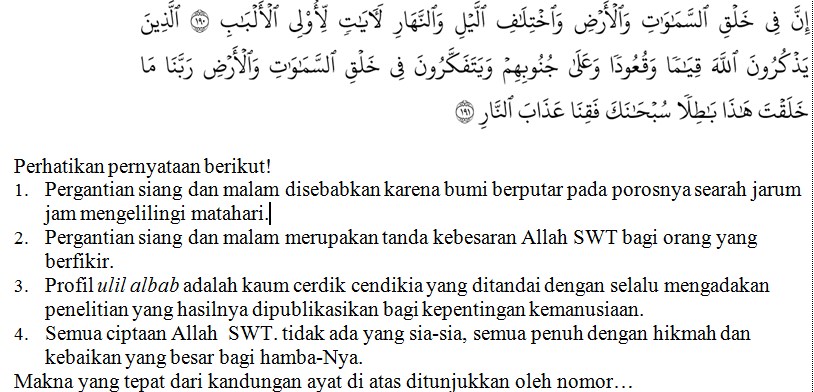 إِنَّ فِى خَلْقِ ٱلسَّمَٰوَٰتِ وَٱلْأَرْضِ وَٱخْتِلَٰفِ ٱلَّيْلِ وَٱلنَّهَارِ لَءَايَٰتٍ لِّأُو۟لِى ٱلْأَلْبَٰبِ ١٩٠ ٱلَّذِينَ
يَذْكُرُونَ ٱللَّهَ قِيَٰمًا وَقُعُودًا وَعَلَىٰ جُنُوبِهِمْ وَيَتَفَكَّرُونَ فِى خَلْقِ ٱلسَّمَٰوَٰتِ وَٱلْأَرْضِ رَبَّنَا مَا
خَلَقْتَ هَٰذَا بَٰطِلًا سُبْحَٰنَكَ فَقِنَا عَذَابَ ٱلنَّارِ ١٩١
Perhatikan pernyataan berikut!
1. Pergantian siang dan malam disebabkan karena bumi berputar pada porosnya searah jarum
jam mengelilingi matahari.
2. Pergantian siang dan malam merupakan tanda kebesaran Allah SWT bagi orang yang
berfikir.
3. Profil ulil albab adalah kaum cerdik cendikia yang ditandai dengan selalu mengadakan
penelitian yang hasilnya dipublikasikan bagi kepentingan kemanusiaan.
4. Semua ciptaan Allah SWT. tidak ada yang sia-sia, semua penuh dengan hikmah dan
kebaikan yang besar bagi hamba-Nya.
Makna yang tepat dari kandungan ayat di atas ditunjukkan oleh nomor…